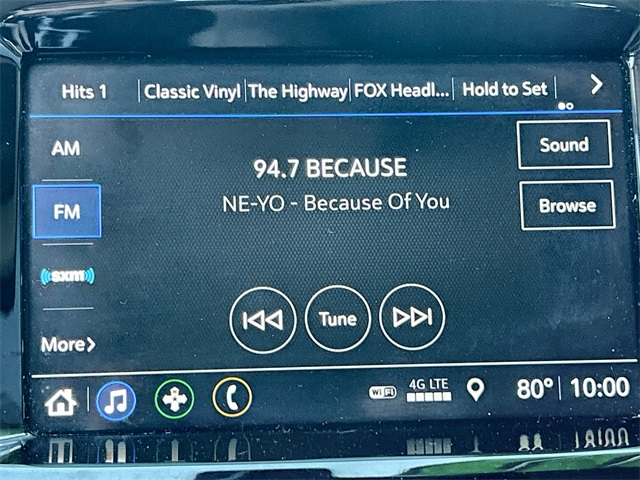 Hits 1 Classic Vinyl The Highway FOX Headl... Hold to Set
AM
94.7 BECAUSE
Sound
FM
NE-YO - Because Of You
Browse
sxm
Tune
More
WiFi 4G LTE 80° 10:00